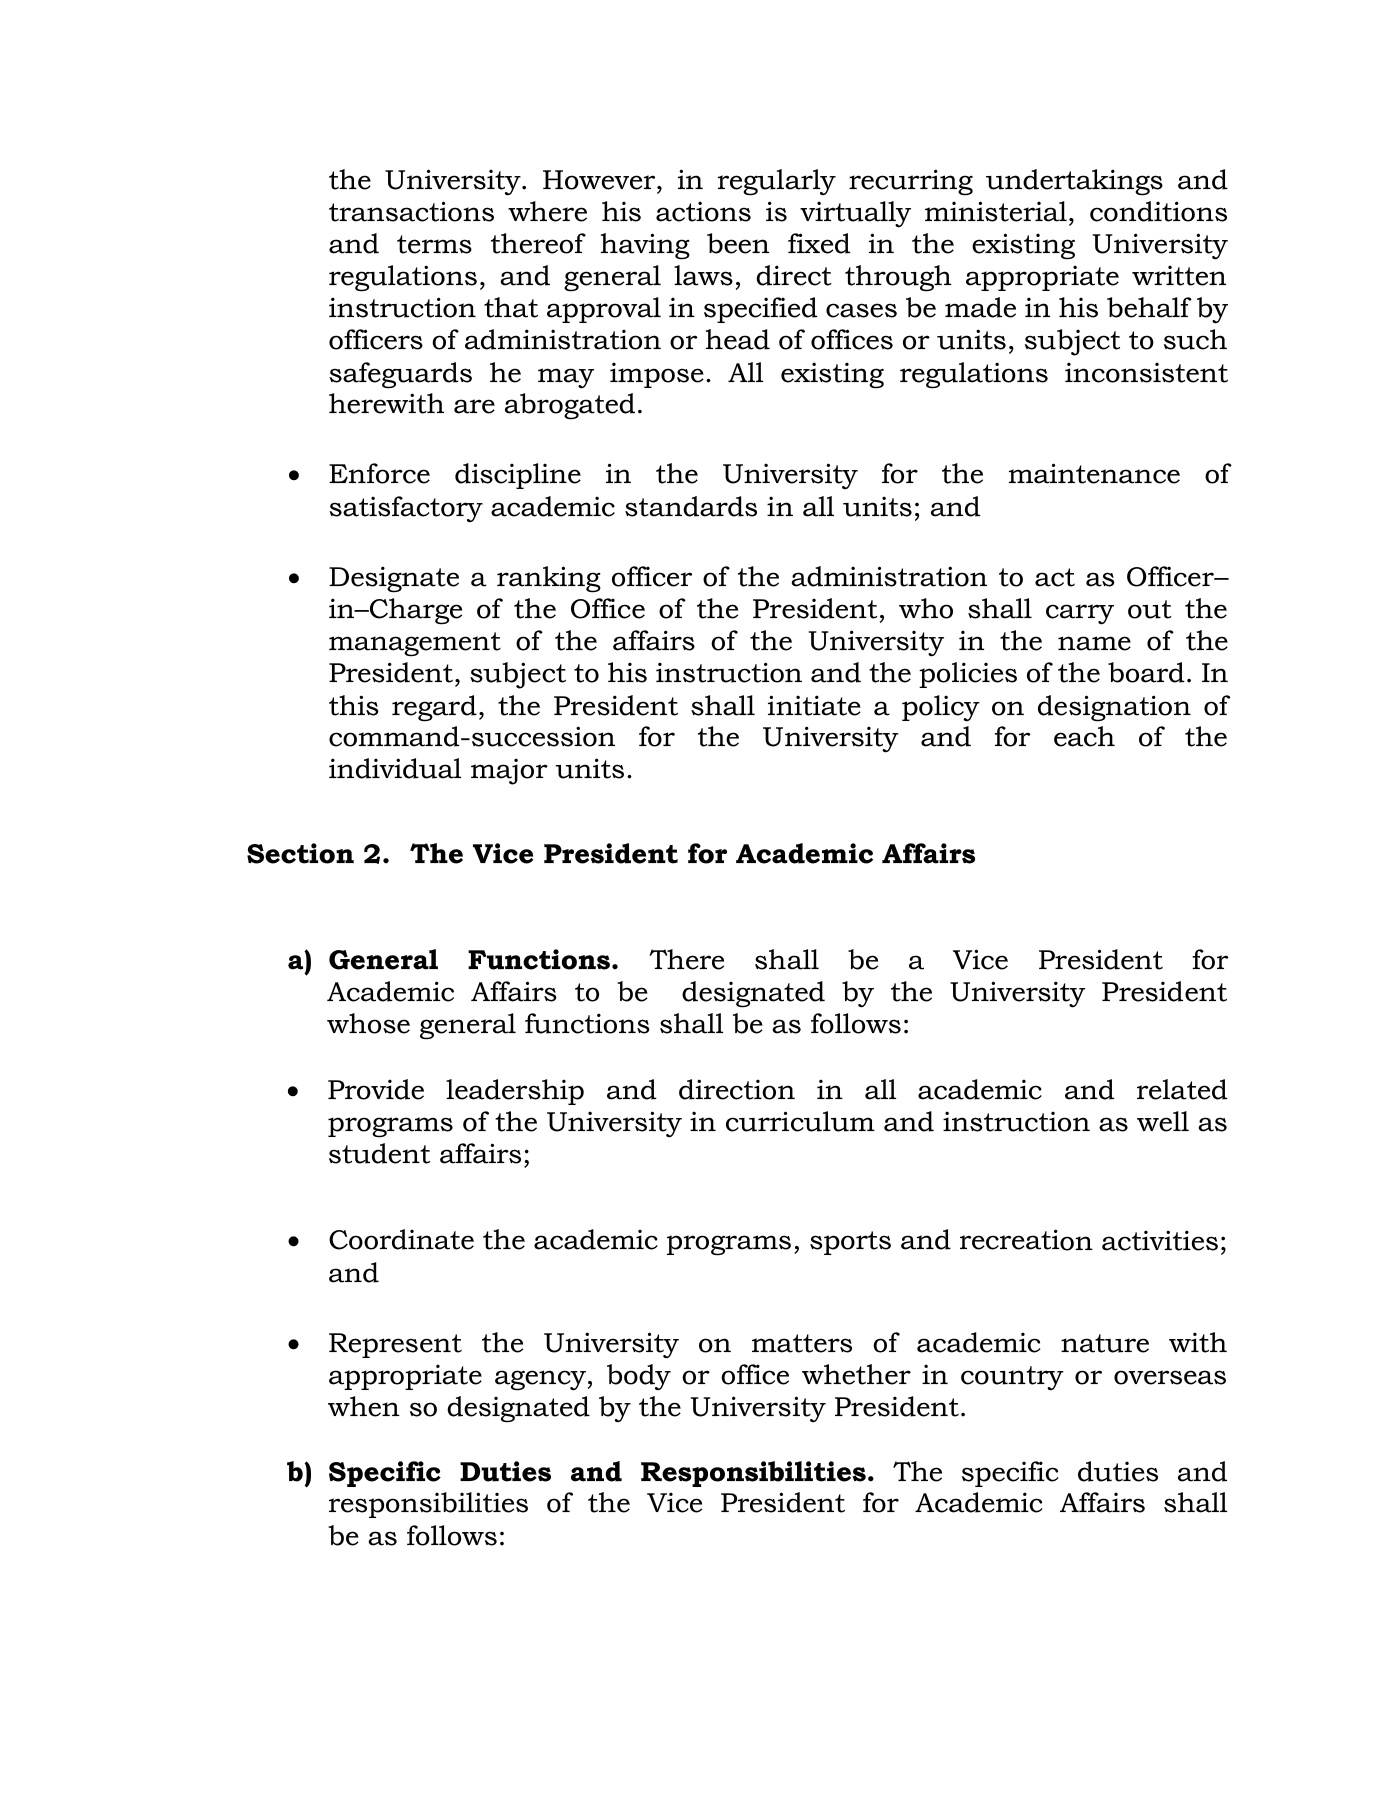 the University. However, in regularly recurring undertakings and
transactions where his actions is virtually ministerial, conditions
and terms thereof having been fixed in the existing University
regulations, and general laws, direct through appropriate written
instruction that approval in specified cases be made in his behalf by
officers of administration or head of offices or units, subject to such
safeguards he may impose. All existing regulations inconsistent
herewith are abrogated.
• Enforce discipline in the University for the maintenance of
satisfactory academic standards in all units; and
• Designate a ranking officer of the administration to act as Officer–
in–Charge of the Office of the President, who shall carry out the
management of the affairs of the University in the name of the
President, subject to his instruction and the policies of the board. In
this regard, the President shall initiate a policy on designation of
command-succession for the University and for each of the
individual major units.
Section 2. The Vice President for Academic Affairs
a) General Functions. There shall be a Vice President for
Academic Affairs to be designated by the University President
whose general functions shall be as follows:
• Provide leadership and direction in all academic and related
programs of the University in curriculum and instruction as well as
student affairs;
• Coordinate the academic programs, sports and recreation activities;
and
• Represent the University on matters of academic nature with
appropriate agency, body or office whether in country or overseas
when so designated by the University President.
b) Specific Duties and Responsibilities. The specific duties and
responsibilities of the Vice President for Academic Affairs shall
be as follows: